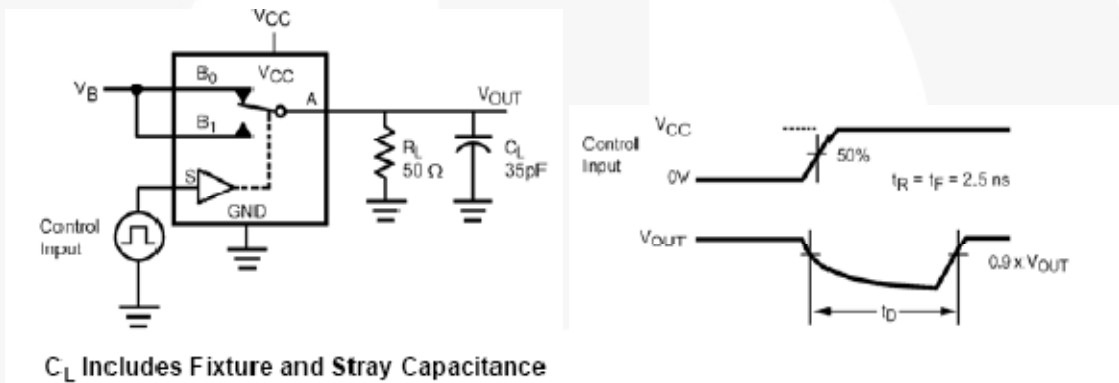 VCC
VB
B0
VCC
A
VOUT
B1
RL
50 Ω
CL
35pF
S
GND
Control
Input
CL Includes Fixture and Stray Capacitance
Control
Input
VCC
0V
50%
tR = tF = 2.5 ns
VOUT
0.9 x VOUT
tD